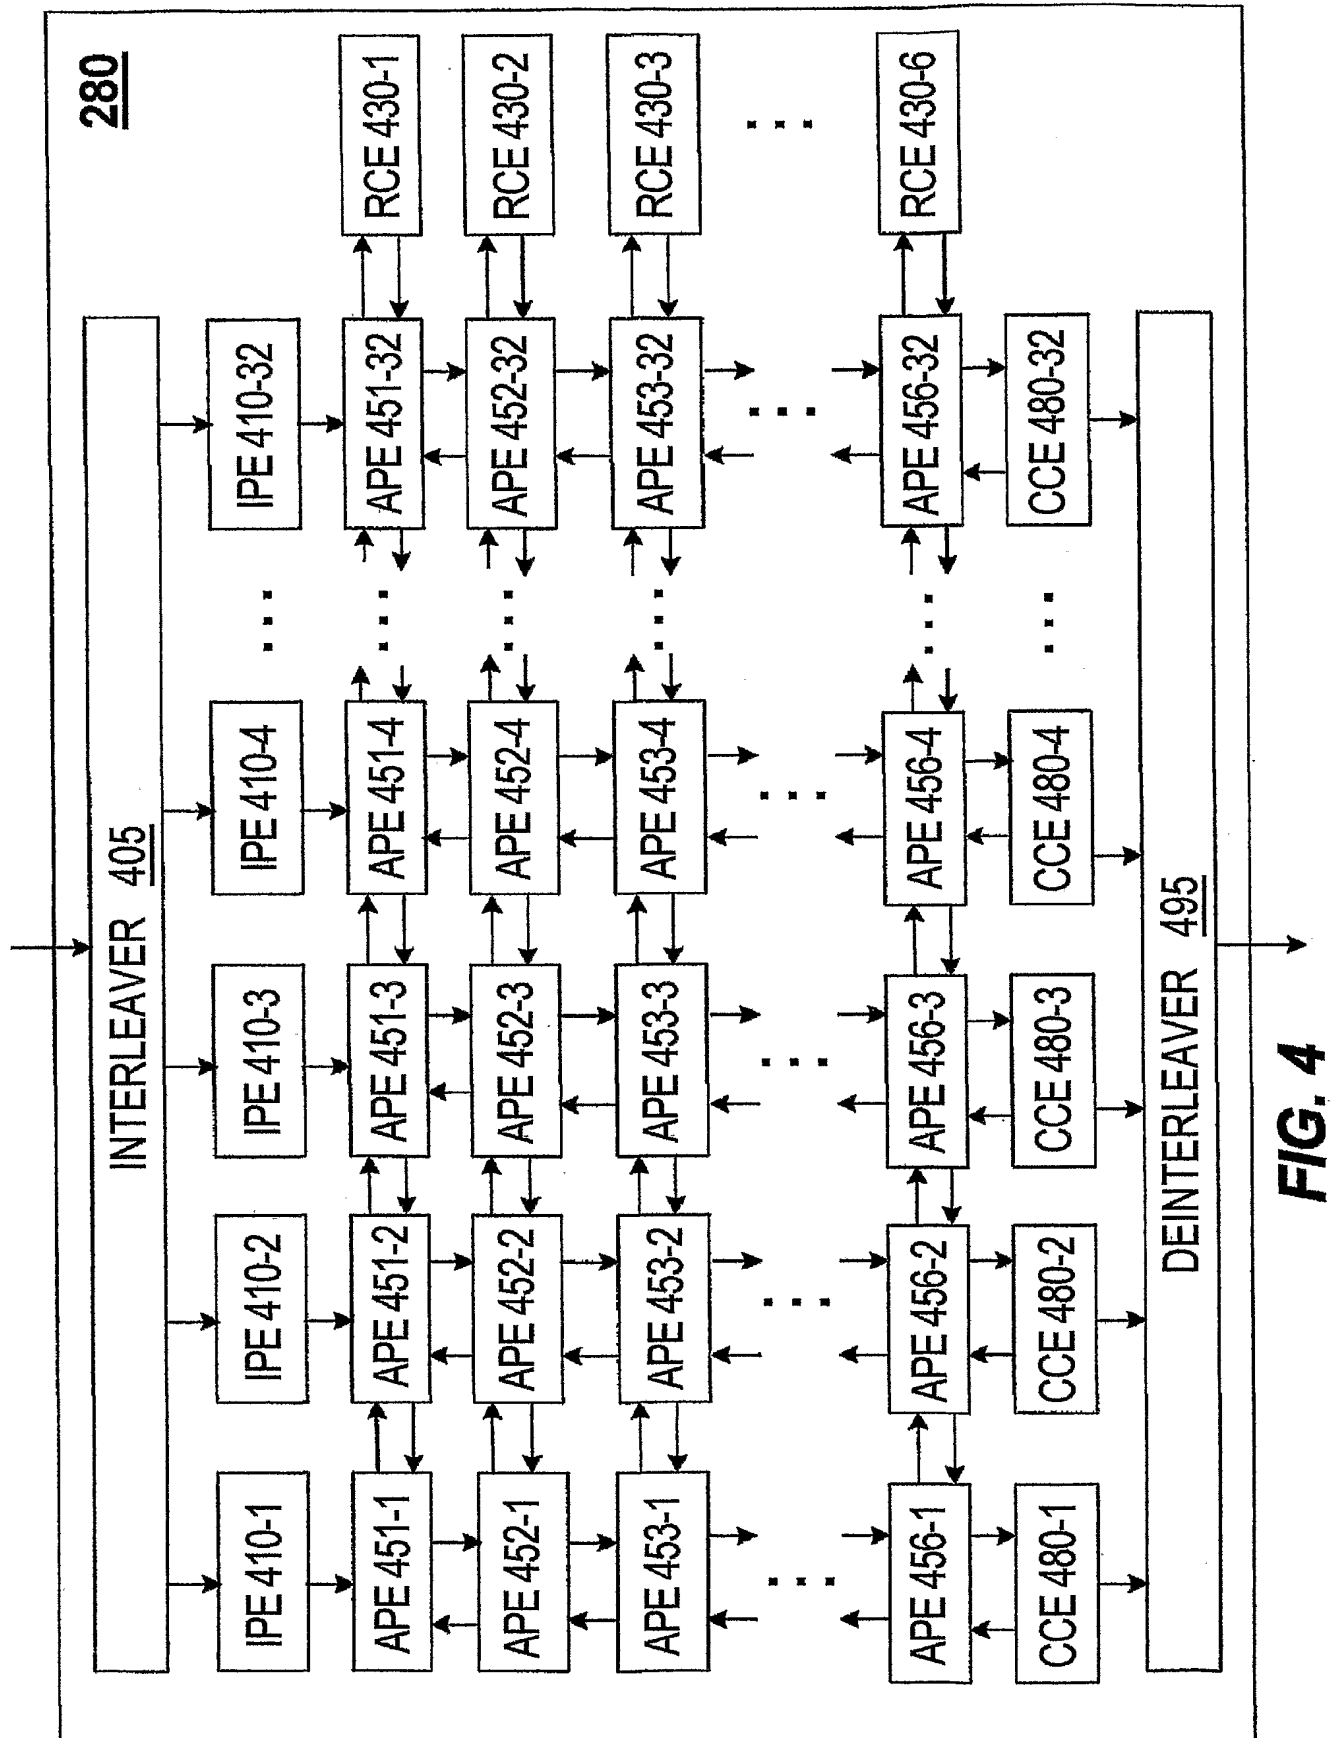 280
INTERLEAVER 405
IPE 410-1
IPE 410-2
IPE 410-3
IPE 410-4
IPE 410-32
APE 451-1
APE 451-2
APE 451-3
APE 451-4
APE 451-32
RCE 430-1
APE 452-1
APE 452-2
APE 452-3
APE 452-4
APE 452-32
RCE 430-2
APE 453-1
APE 453-2
APE 453-3
APE 453-4
APE 453-32
RCE 430-3
APE 456-1
APE 456-2
APE 456-3
APE 456-4
APE 456-32
RCE 430-6
CCE 480-1
CCE 480-2
CCE 480-3
CCE 480-4
CCE 480-32
DEINTERLEAVER 495
FIG. 4